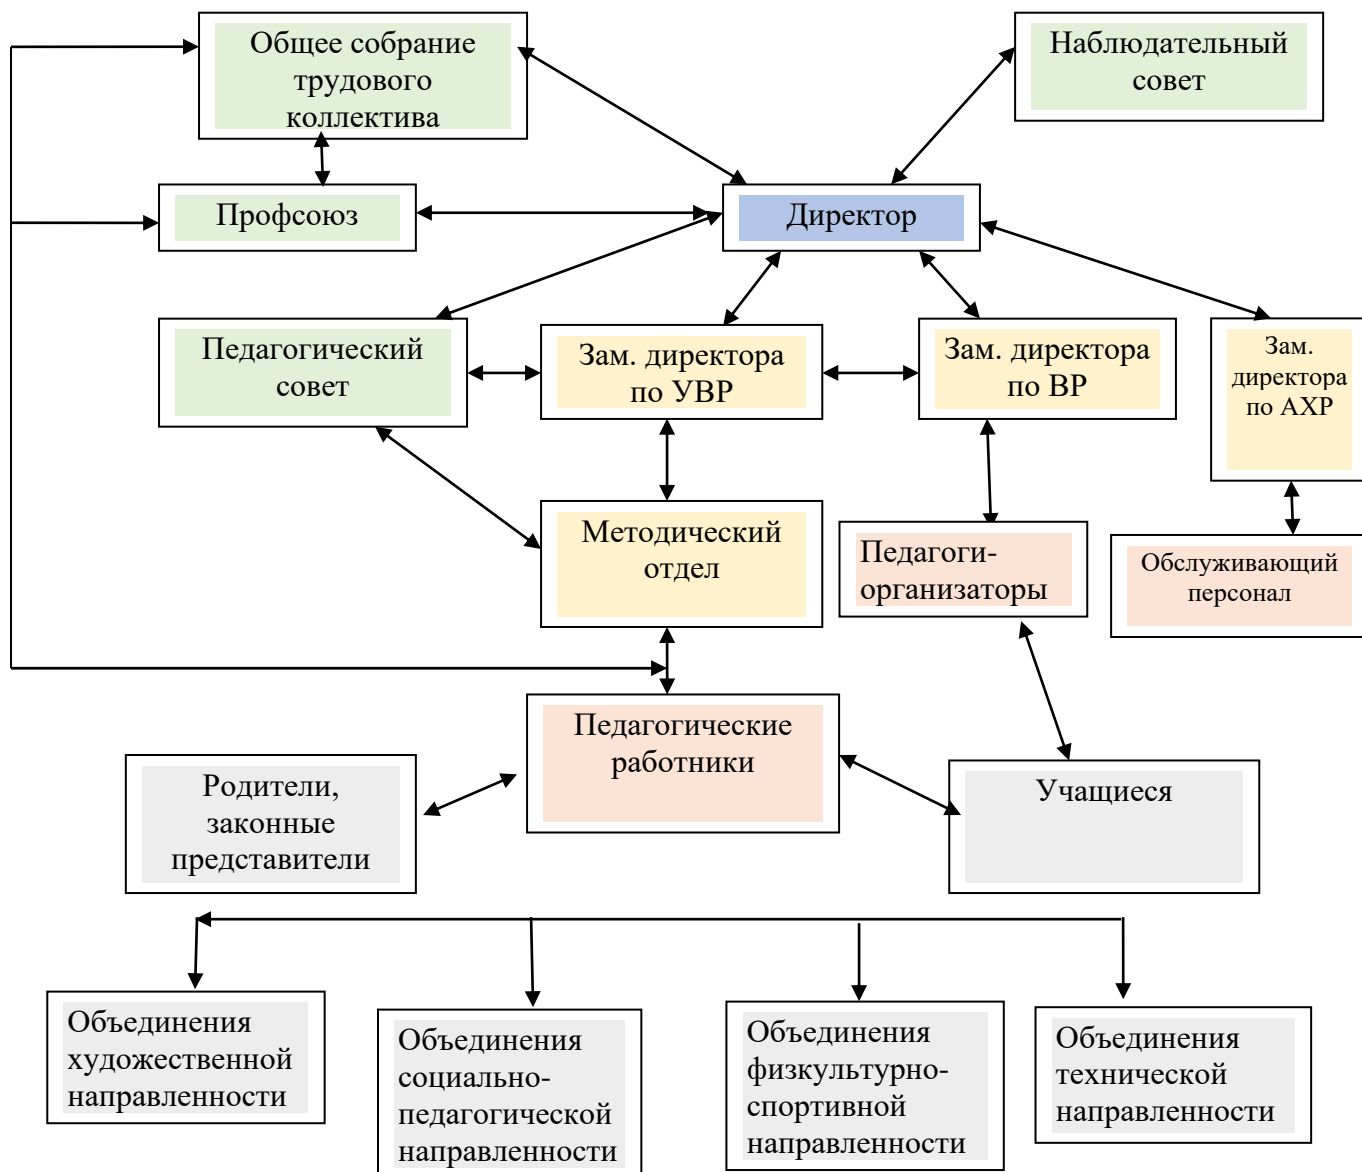 Общее собрание
трудового
коллектива
Наблюдательный
совет
Профсоюз
Директор
Педагогический
совет
Зам. директора
по УВР
Зам. директора
по ВР
Зам.
директора
по АХР
Методический
отдел
Педагоги-
организаторы
Обслуживающий
персонал
Педагогические
работники
Родители,
законные
представители
Учащиеся
Объединения
художественной
направленности
Объединения
социально-
педагогической
направленности
Объединения
физкультурно-
спортивной
направленности
Объединения
технической
направленности